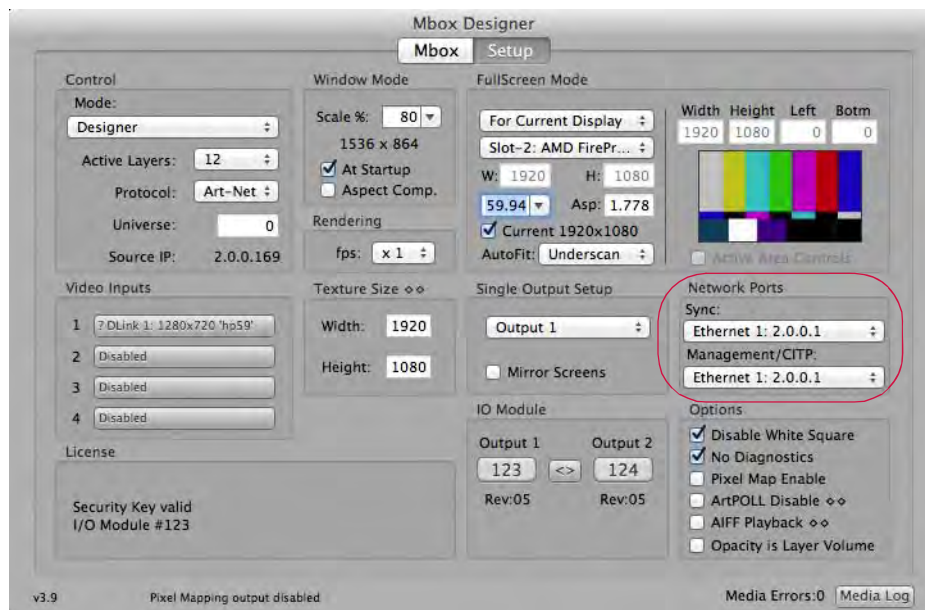 Mbox Designer
Mbox Setup
Control
Mode:
Designer
Active Layers: 12
Protocol: Art-Net
Universe: 0
Source IP: 2.0.0.169
Window Mode
Scale %: 80
1536 x 864
At Startup
Aspect Comp.
Rendering
fps: x 1
FullScreen Mode
For Current Display
Slot-2: AMD FirePr...
W: 1920 H: 1080
59.94 Asp: 1.778
Current 1920x1080
AutoFit: Underscan
Width Height Left Botm
1920 1080 0 0
Active Area Controls
Video Inputs
1 ? DLink 1: 1280x720 'hp59'
2 Disabled
3 Disabled
4 Disabled
Texture Size ⋄⋄
Width: 1920
Height: 1080
Single Output Setup
Output 1
Mirror Screens
Network Ports
Sync:
Ethernet 1: 2.0.0.1
Management/CITP:
Ethernet 1: 2.0.0.1
License
Security Key valid
I/O Module #123
IO Module
Output 1 Output 2
123 <> 124
Rev:05 Rev:05
Options
Disable White Square
No Diagnostics
Pixel Map Enable
ArtPOLL Disable ⋄⋄
AIFF Playback ⋄⋄
Opacity is Layer Volume
v3.9 Pixel Mapping output disabled Media Errors:0 Media Log